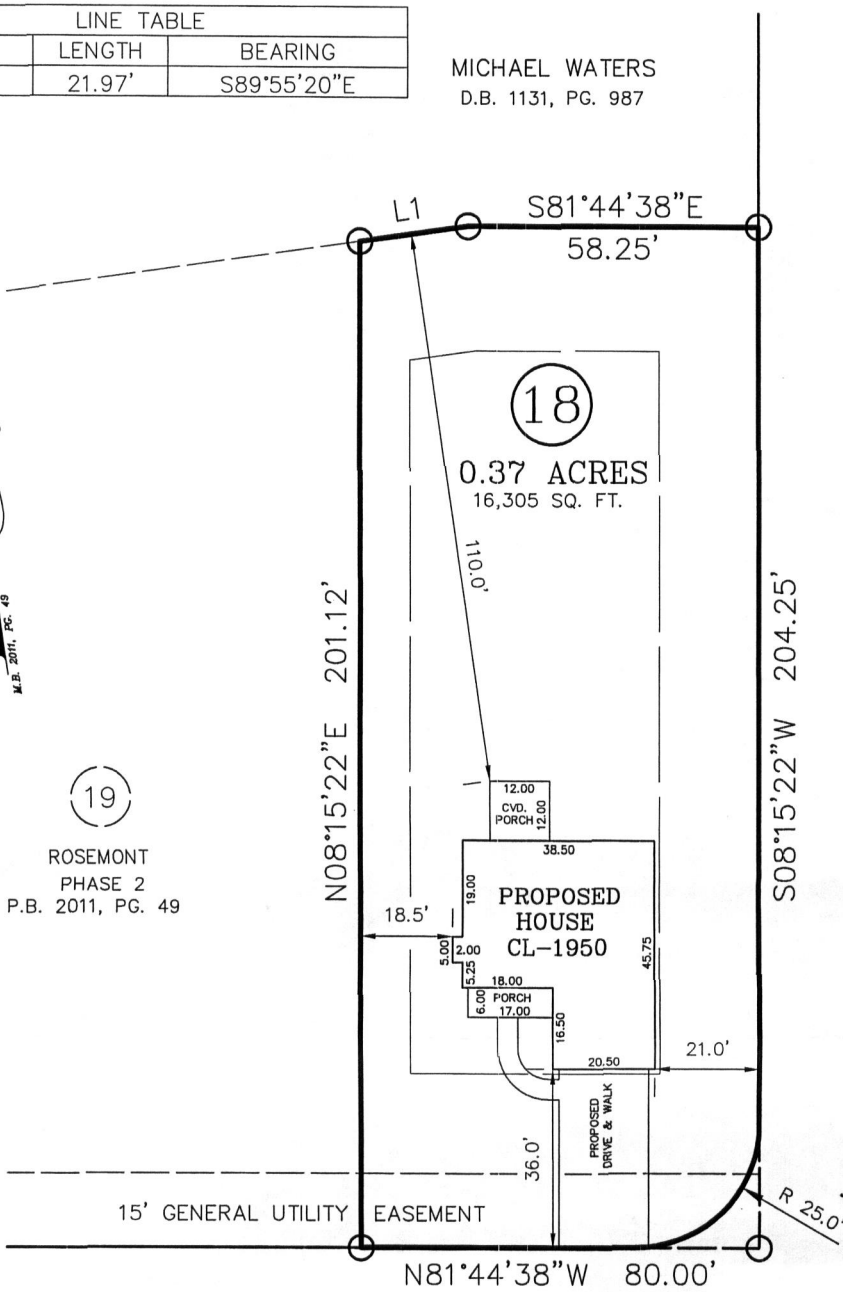 LINE TABLE
LENGTH BEARING
21.97' S89°55'20"E
MICHAEL WATERS
D.B. 1131, PG. 987
L1
S81°44'38"E
58.25'
18
0.37 ACRES
16,305 SQ. FT.
110.0'
N08°15'22"E 201.12'
S08°15'22"W 204.25'
M.B. 2011, PG. 49
19
ROSEMONT
PHASE 2
P.B. 2011, PG. 49
12.00
CVD.
PORCH
12.00
38.50
19.00
PROPOSED
HOUSE
CL-1950
18.5'
5.00
2.00
5.25
45.75
18.00
6.00
PORCH
17.00
16.50
20.50
21.0'
PROPOSED
DRIVE & WALK
36.0'
R 25.0'
15' GENERAL UTILITY EASEMENT
N81°44'38"W 80.00'